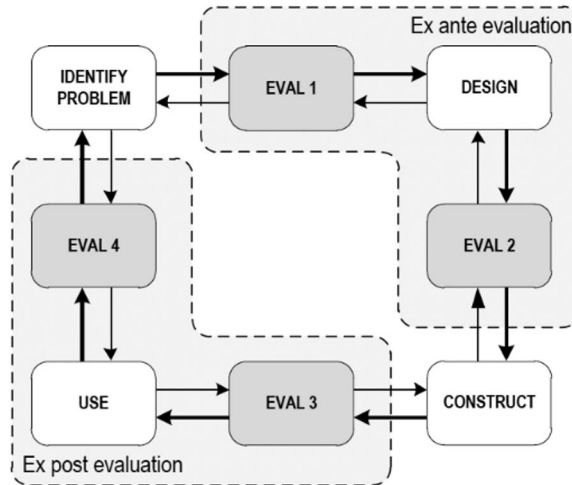 Ex ante evaluation
IDENTIFY
PROBLEM
EVAL 1
DESIGN
EVAL 4
EVAL 2
USE
EVAL 3
CONSTRUCT
Ex post evaluation